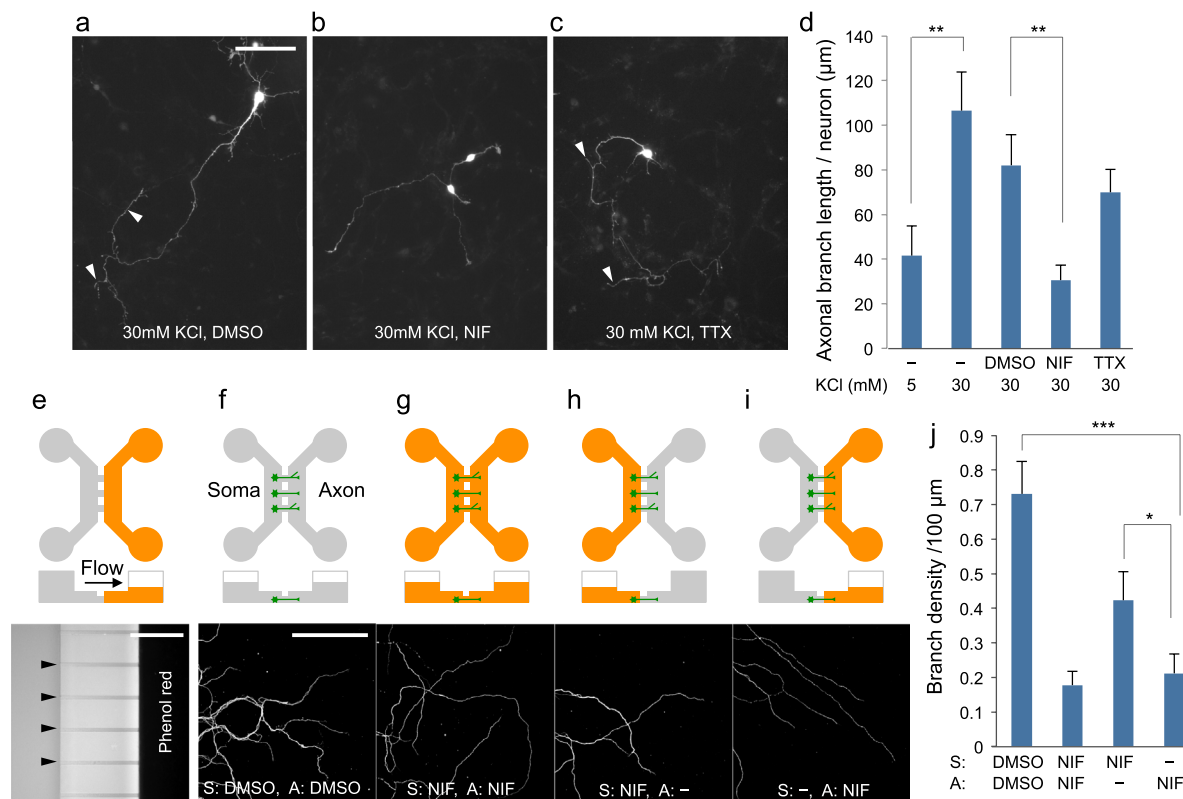 a
b
c
d
30mM KCl, DMSO
30mM KCl, NIF
30 mM KCl, TTX
Axonal branch length / neuron (µm)
140
120
100
80
60
40
20
0
** **
– – DMSO NIF TTX
KCl (mM) 5 30 30 30 30
e
f
g
h
i
j
Soma Axon
Flow
Phenol red
S: DMSO, A: DMSO
S: NIF, A: NIF
S: NIF, A: –
S: –, A: NIF
Branch density /100 µm
0.9
0.8
0.7
0.6
0.5
0.4
0.3
0.2
0.1
0
***
*
S: DMSO NIF NIF –
A: DMSO NIF – NIF